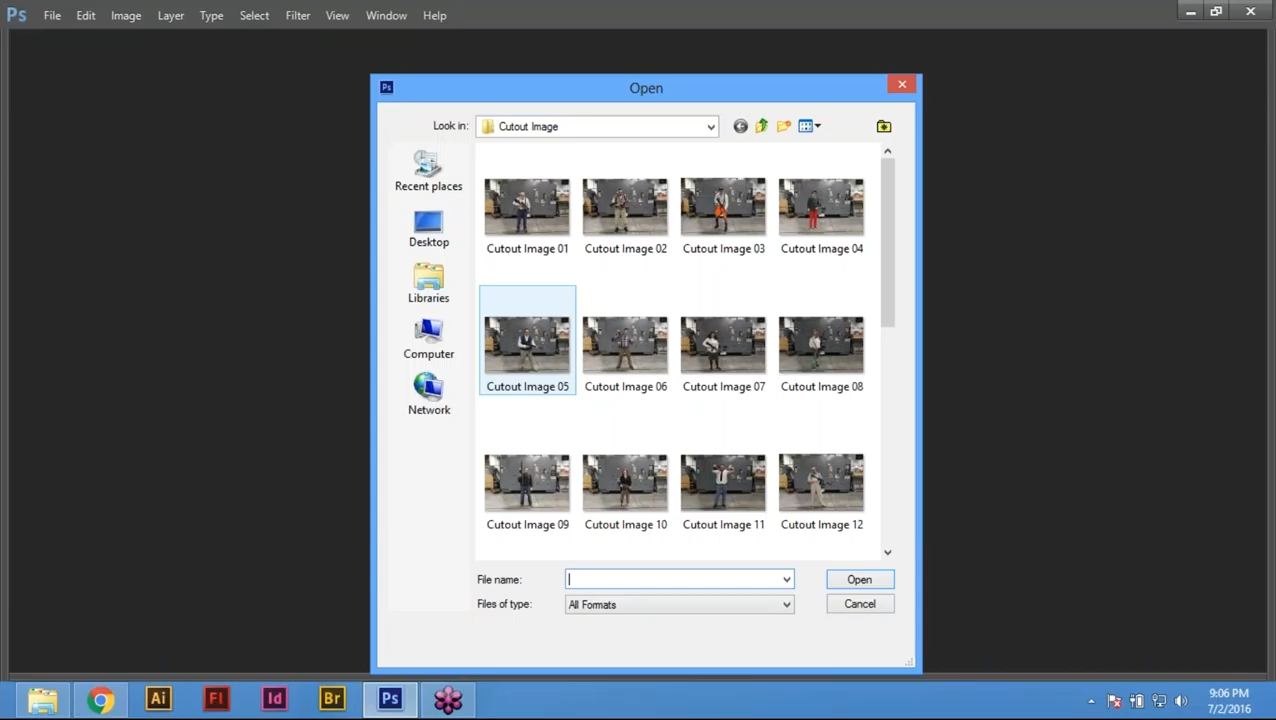 Ps File Edit Image Layer Type Select Filter View Window Help
Ps Open
Look in: Cutout Image
Recent places
Desktop
Libraries
Computer
Network
Cutout Image 01 Cutout Image 02 Cutout Image 03 Cutout Image 04
Cutout Image 05 Cutout Image 06 Cutout Image 07 Cutout Image 08
Cutout Image 09 Cutout Image 10 Cutout Image 11 Cutout Image 12
File name: Open
Files of type: All Formats Cancel
Ai Fl Id Br Ps
9:06 PM
7/2/2016